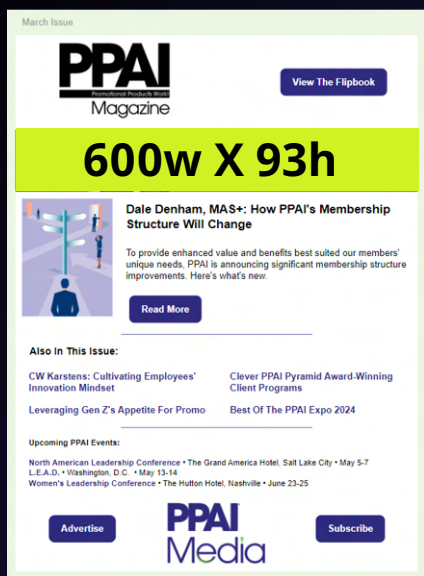 March Issue
PPAI
Promotional Products Work!
Magazine
View The Flipbook
600w X 93h
Dale Denham, MAS+: How PPAI's Membership
Structure Will Change
To provide enhanced value and benefits best suited our members'
unique needs, PPAI is announcing significant membership structure
improvements. Here's what's new.
Read More
Also In This Issue:
CW Karstens: Cultivating Employees'
Innovation Mindset
Clever PPAI Pyramid Award-Winning
Client Programs
Leveraging Gen Z's Appetite For Promo
Best Of The PPAI Expo 2024
Upcoming PPAI Events:
North American Leadership Conference • The Grand America Hotel, Salt Lake City • May 5-7
L.E.A.D. • Washington, D.C. • May 13-14
Women's Leadership Conference • The Hutton Hotel, Nashville • June 23-25
Advertise
PPAI
Media
Subscribe